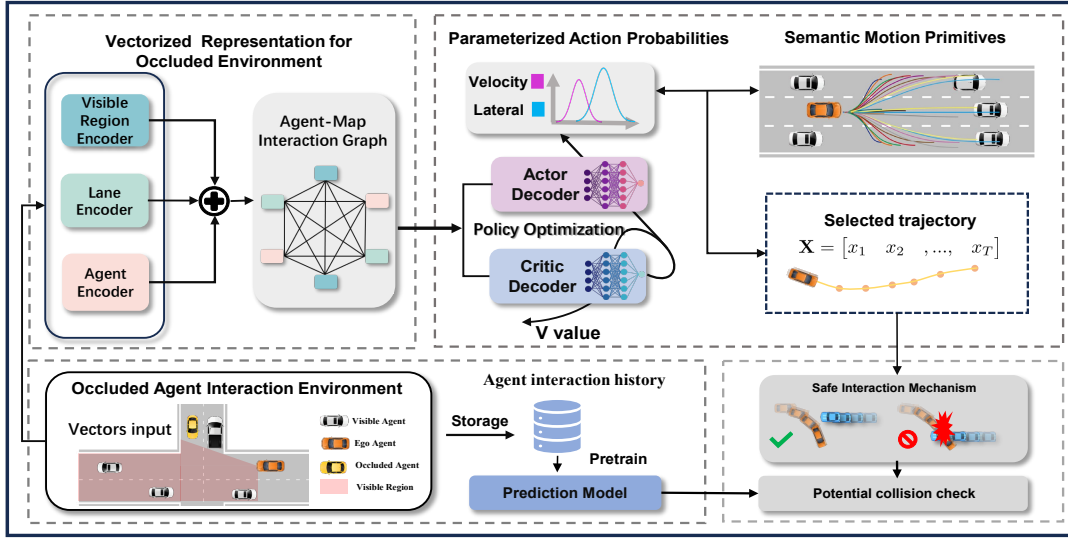 Vectorized Representation for
Occluded Environment
Visible
Region
Encoder
Lane
Encoder
Agent
Encoder
Agent-Map
Interaction Graph
Parameterized Action Probabilities
Velocity
Lateral
Actor
Decoder
Policy Optimization
Critic
Decoder
V value
Semantic Motion Primitives
Selected trajectory
X = [x1 x2 , ..., xT]
Occluded Agent Interaction Environment
Vectors input
Visible Agent
Ego Agent
Occluded Agent
Visible Region
Storage
Agent interaction history
Pretrain
Prediction Model
Safe Interaction Mechanism
Potential collision check